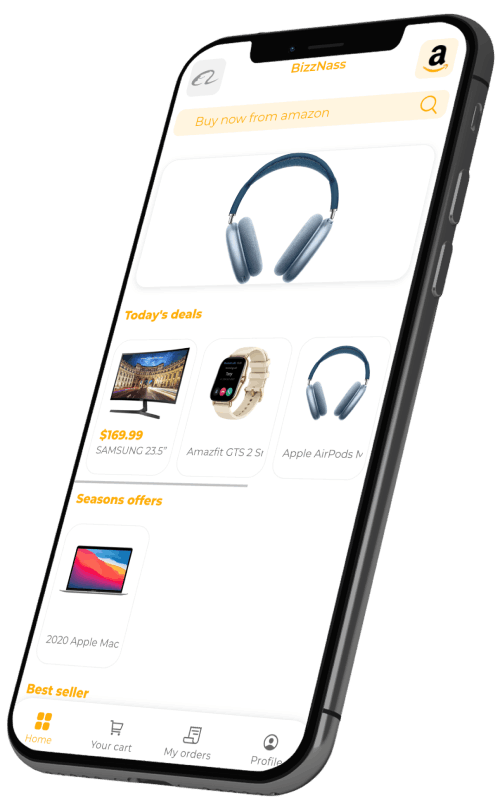 BizzNass
a
Buy now from amazon
Today's deals
$169.99
SAMSUNG 23.5"
Amazfit GTS 2 Sr
Apple AirPods M
Seasons offers
2020 Apple Mac
Best seller
Home
Your cart
My orders
Profile